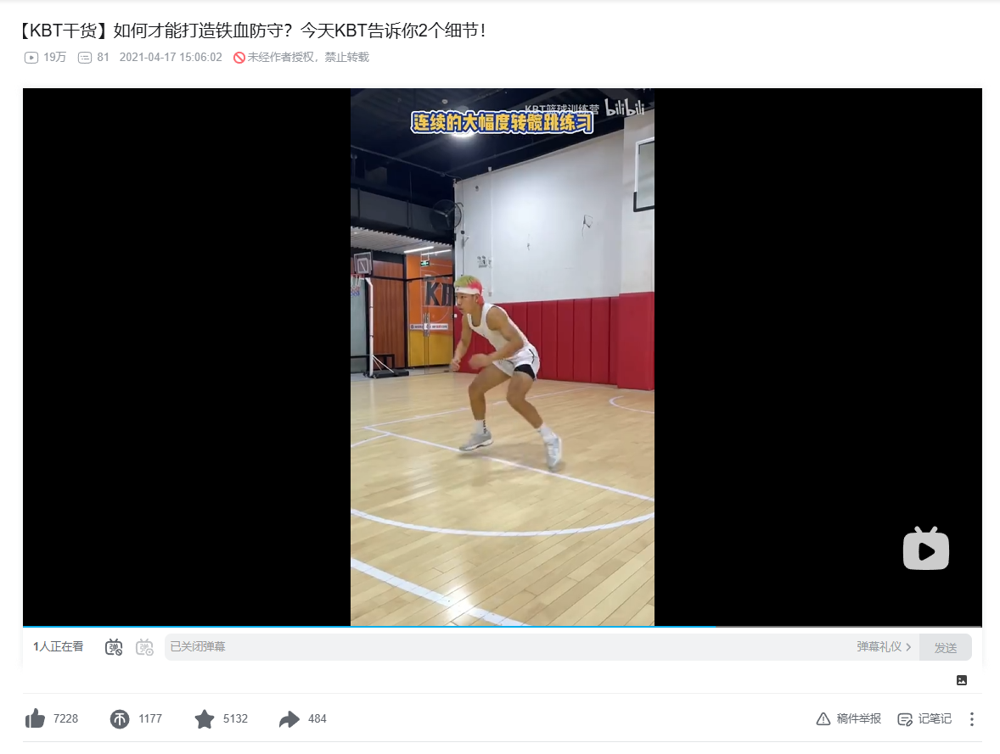 【KBT干货】如何才能打造铁血防守？今天KBT告诉你2个细节！
19万 81 2021-04-17 15:06:02 未经作者授权，禁止转载
KBT篮球训练营 bilibili
连续的大幅度转髋跳练习
KB
1人正在看 已关闭弹幕 弹幕礼仪 发送
7228 1177 5132 484 稿件举报 记笔记